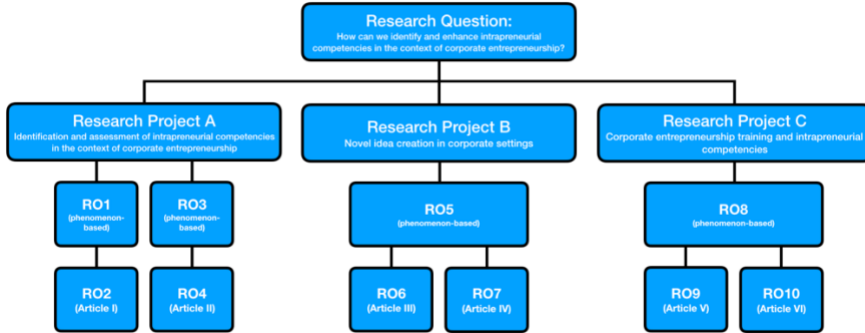 Research Question:
How can we identify and enhance intrapreneurial
competencies in the context of corporate entrepreneurship?
Research Project A
Identification and assessment of intrapreneurial competencies
in the context of corporate entrepreneurship
Research Project B
Novel idea creation in corporate settings
Research Project C
Corporate entrepreneurship training and intrapreneurial
competencies
RO1
(phenomenon-
based)
RO3
(phenomenon-
based)
RO5
(phenomenon-based)
RO8
(phenomenon-based)
RO2
(Article I)
RO4
(Article II)
RO6
(Article III)
RO7
(Article IV)
RO9
(Article V)
RO10
(Article VI)